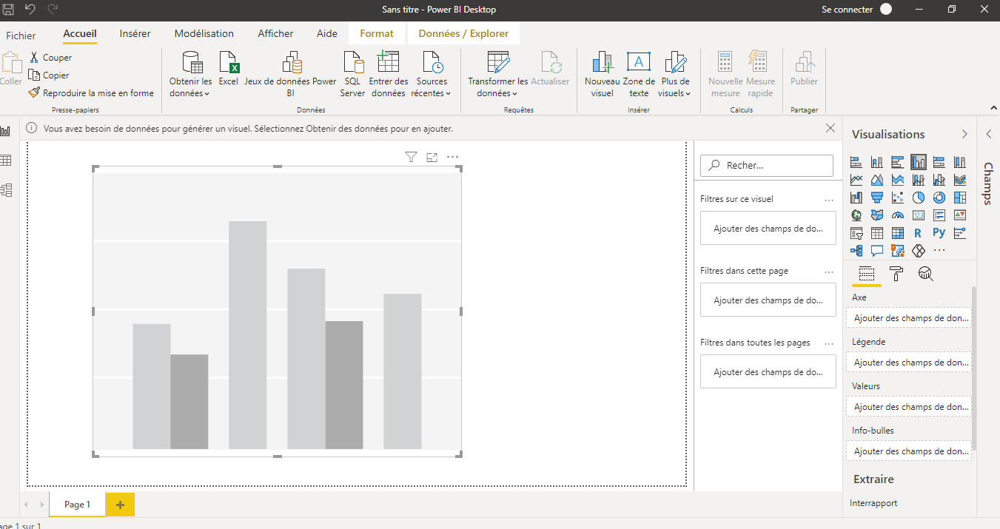 Sans titre - Power BI Desktop
Se connecter
Fichier
Accueil
Insérer
Modélisation
Afficher
Aide
Format
Données / Explorer
Coller
Couper
Copier
Reproduire la mise en forme
Presse-papiers
Obtenir les
données
Excel
Jeux de données Power
BI
SQL
Server
Entrer des
données
Sources
récentes
Données
Transformer les
données
Actualiser
Requêtes
Nouveau
visuel
Zone de
texte
Plus de
visuels
Insérer
Nouvelle
mesure
Mesure
rapide
Calculs
Publier
Partager
Vous avez besoin de données pour générer un visuel. Sélectionnez Obtenir des données pour en ajouter.
Recher...
Filtres sur ce visuel
Ajouter des champs de do...
Filtres dans cette page
Ajouter des champs de do...
Filtres dans toutes les pages
Ajouter des champs de do...
Visualisations
123
R
Py
Axe
Ajouter des champs de don...
Légende
Ajouter des champs de don...
Valeurs
Ajouter des champs de don...
Info-bulles
Ajouter des champs de don...
Extraire
Interrapport
Champs
Page 1
age 1 sur 1